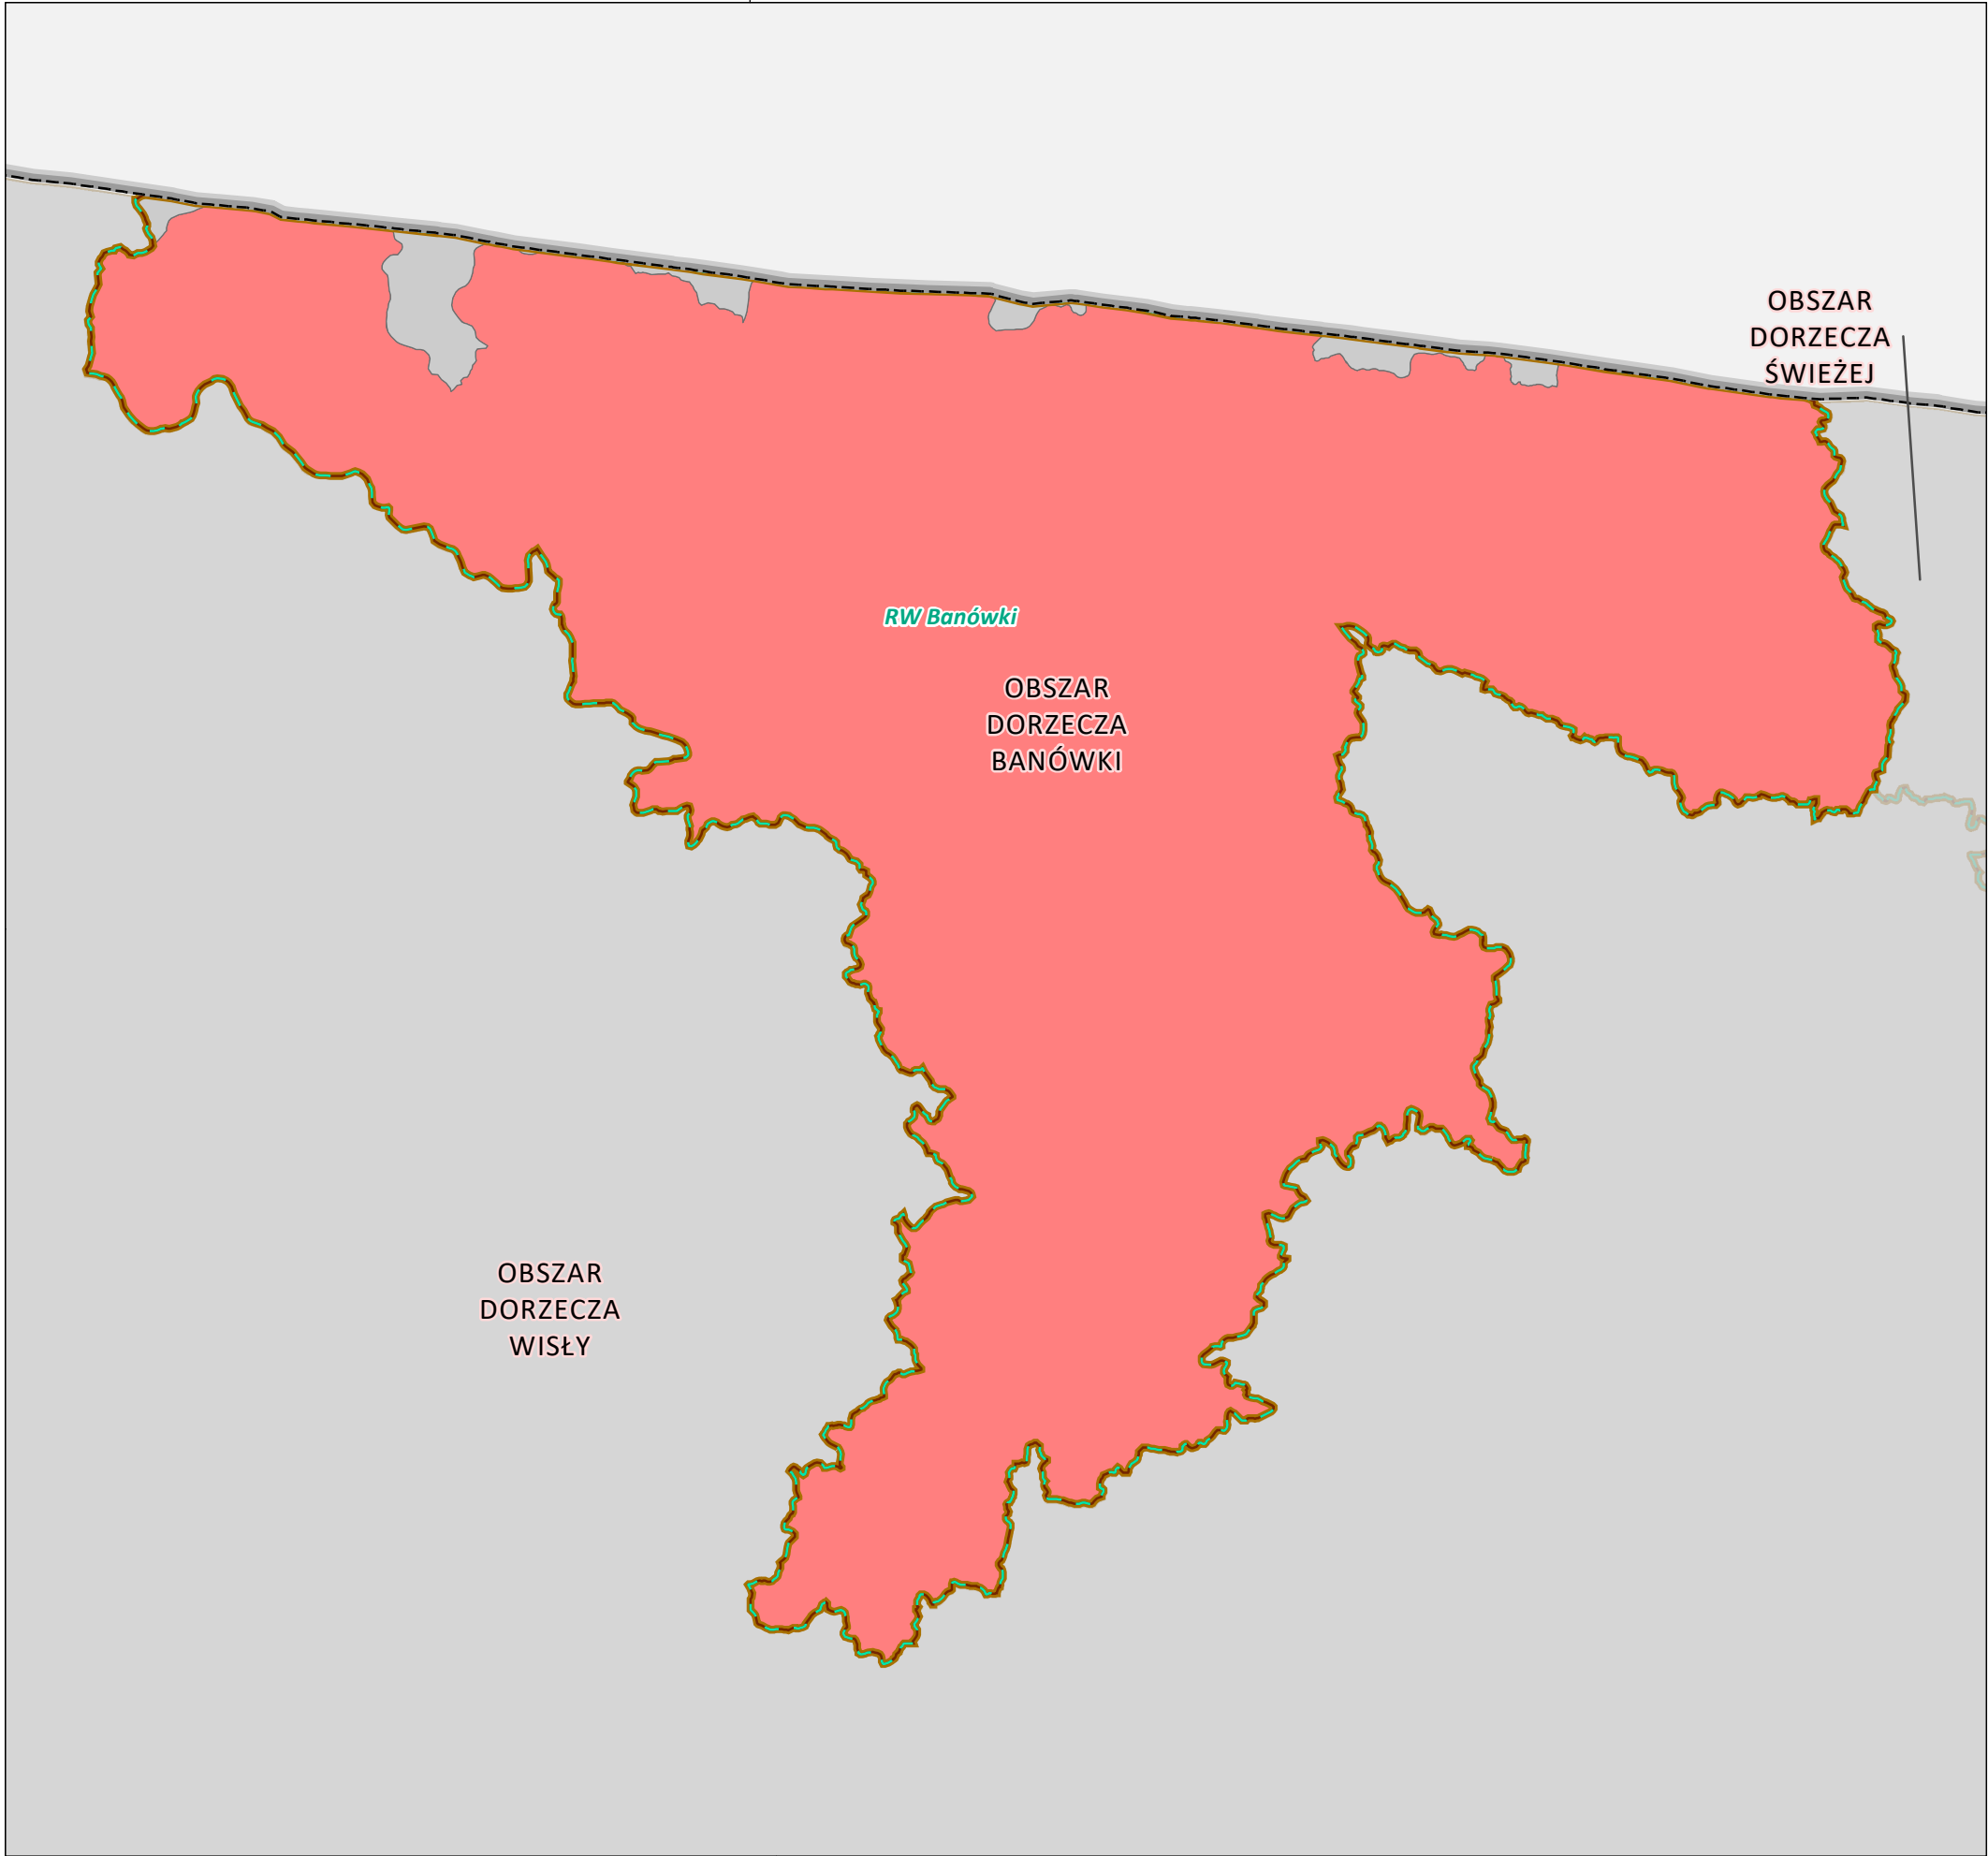 OBSZAR
DORZECZA
ŚWIEŻEJ
RW Banówki
OBSZAR
DORZECZA
BANÓWKI
OBSZAR
DORZECZA
WISŁY